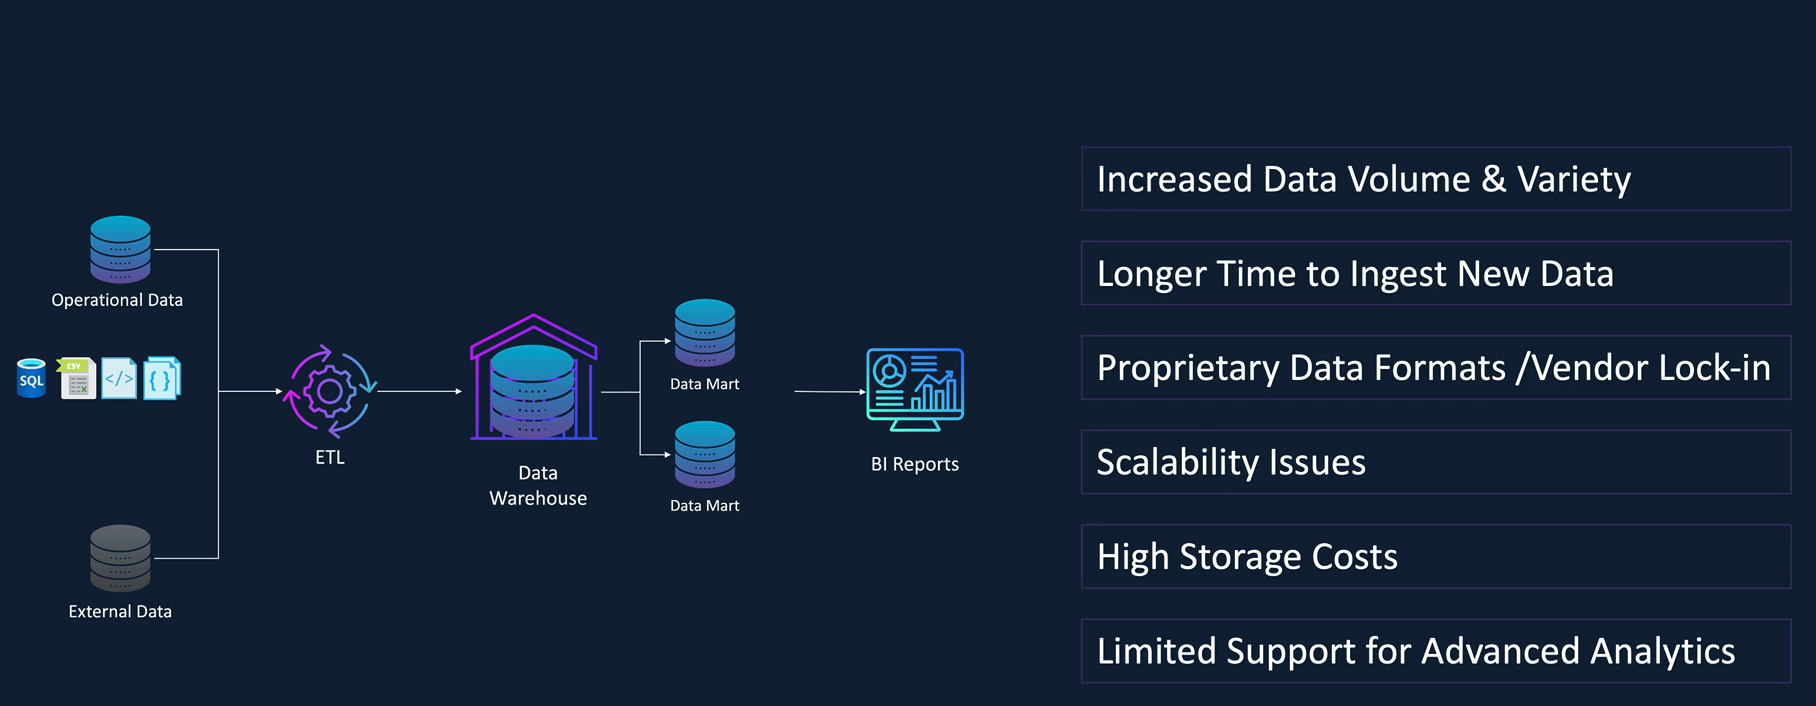 Operational Data
SQL
CSV
</>
{}
External Data
ETL
Data
Warehouse
Data Mart
Data Mart
BI Reports
Increased Data Volume & Variety
Longer Time to Ingest New Data
Proprietary Data Formats /Vendor Lock-in
Scalability Issues
High Storage Costs
Limited Support for Advanced Analytics